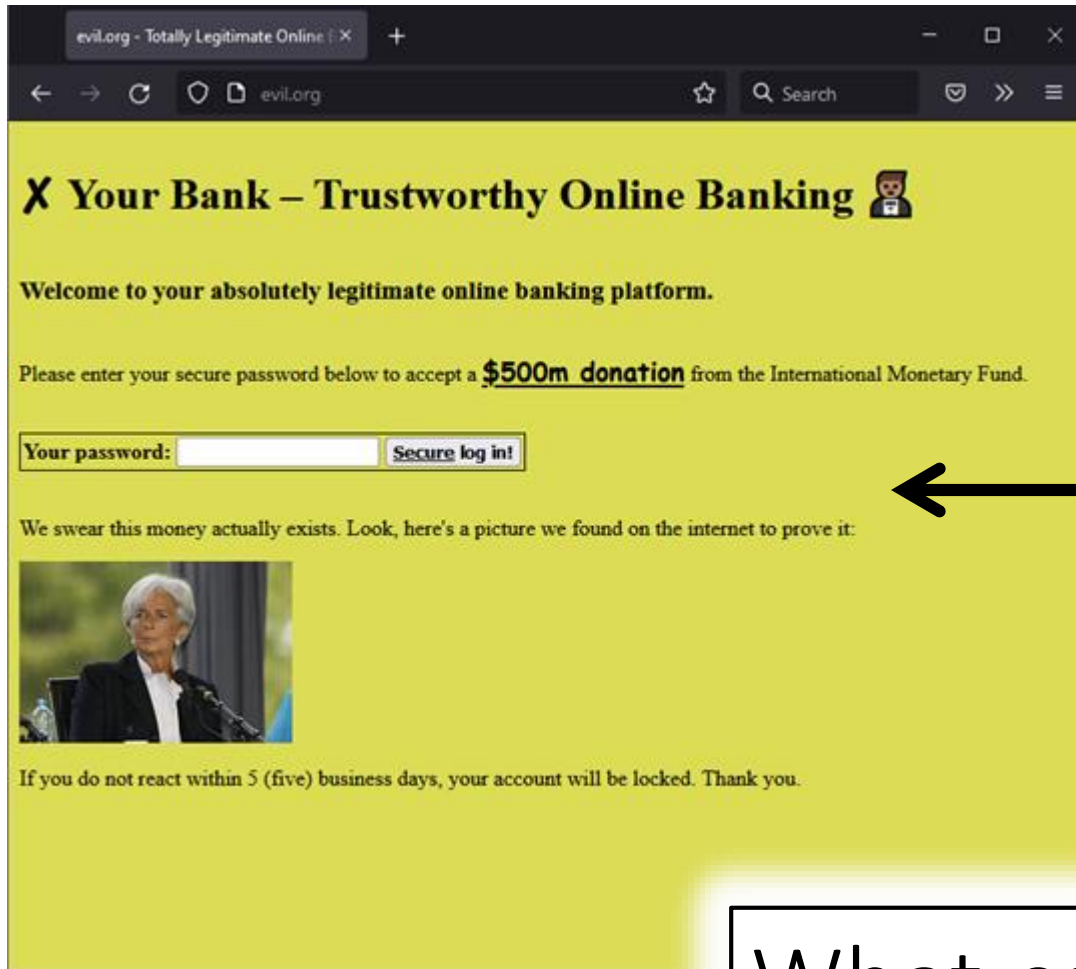 evil.org - Totally Legitimate Online
evil.org
Search
✗ Your Bank – Trustworthy Online Banking
Welcome to your absolutely legitimate online banking platform.
Please enter your secure password below to accept a $500m donation from the International Monetary Fund.
Your password: Secure log in!
We swear this money actually exists. Look, here's a picture we found on the internet to prove it:
If you do not react within 5 (five) business days, your account will be locked. Thank you.
What